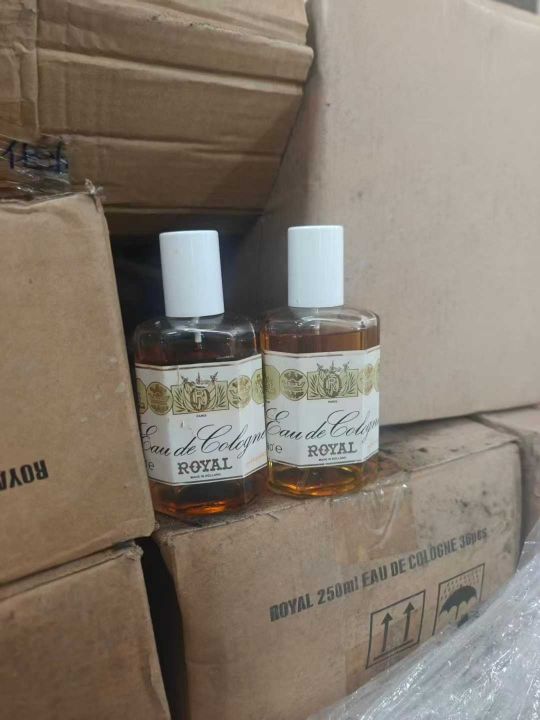 PARIS
Eau de Cologne
ROYAL
MADE IN HOLLAND
PARIS
Eau de Cologne
ROYAL
MADE IN HOLLAND
ROYA
ROYAL 250ml EAU DE COLOGNE 36pcs